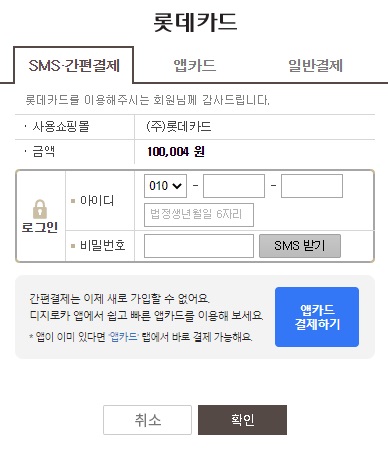 롯데카드
SMS·간편결제 앱카드 일반결제
롯데카드를 이용해주시는 회원님께 감사드립니다.
· 사용쇼핑몰 (주)롯데카드
· 금액 100,004 원
로그인
아이디 010 - -
법정생년월일 6자리
비밀번호 SMS 받기
간편결제는 이제 새로 가입할 수 없어요.
디지로카 앱에서 쉽고 빠른 앱카드를 이용해 보세요.
* 앱이 이미 있다면 '앱카드' 탭에서 바로 결제 가능해요.
앱카드
결제하기
취소 확인